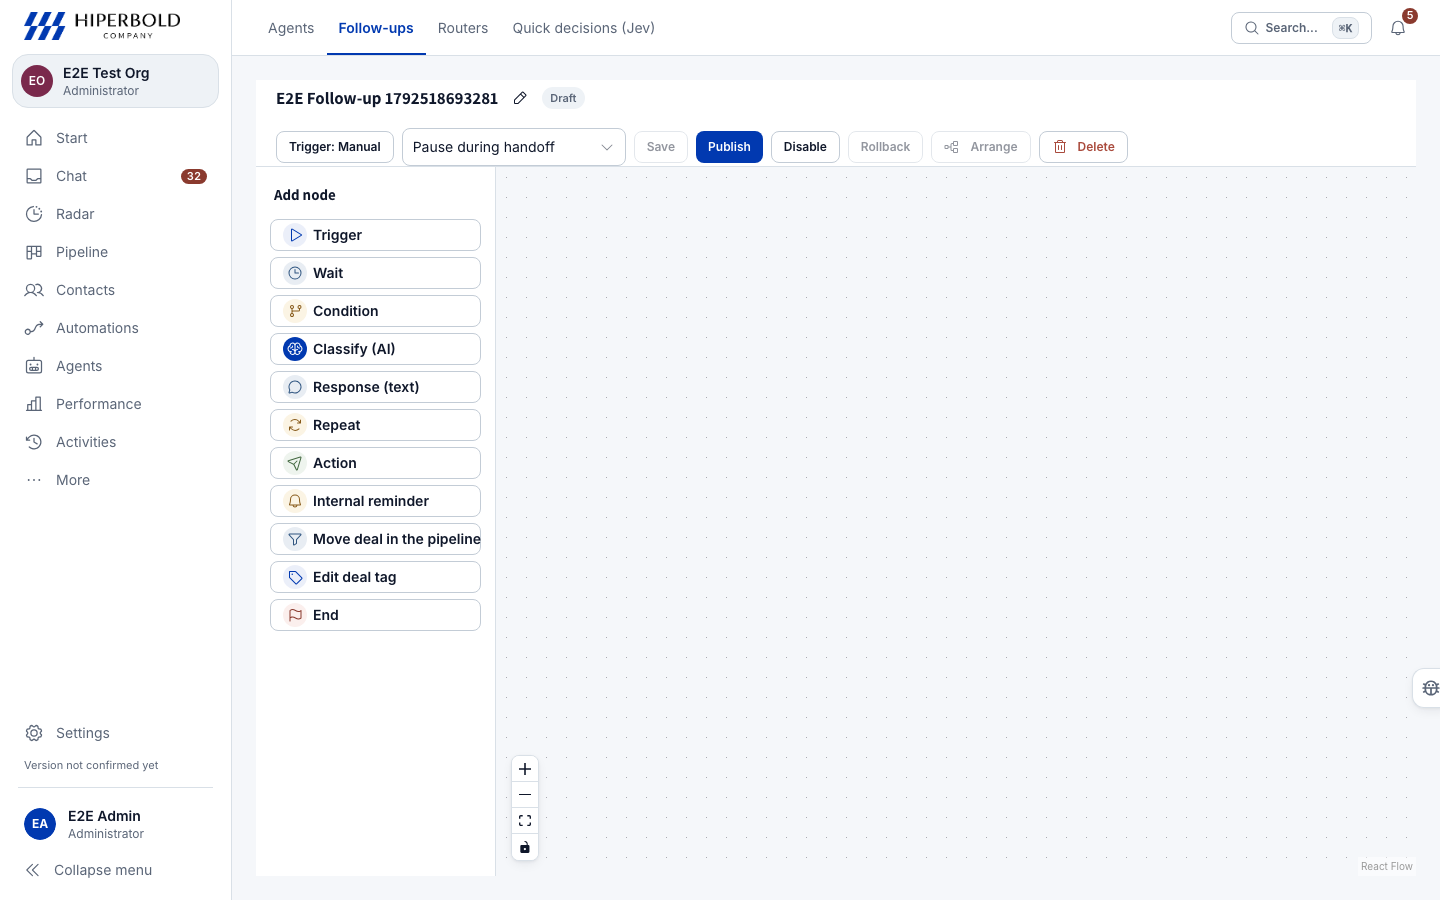 HIPERBOLD
COMPANY
EO
E2E Test Org
Administrator
Start
Chat
32
Radar
Pipeline
Contacts
Automations
Agents
Performance
Activities
More
Settings
Version not confirmed yet
EA
E2E Admin
Administrator
Collapse menu
Agents
Follow-ups
Routers
Quick decisions (Jev)
Search...
⌘K
5
E2E Follow-up 1792518693281
Draft
Trigger: Manual
Pause during handoff
Save
Publish
Disable
Rollback
Arrange
Delete
Add node
Trigger
Wait
Condition
Classify (AI)
Response (text)
Repeat
Action
Internal reminder
Move deal in the pipeline
Edit deal tag
End
React Flow